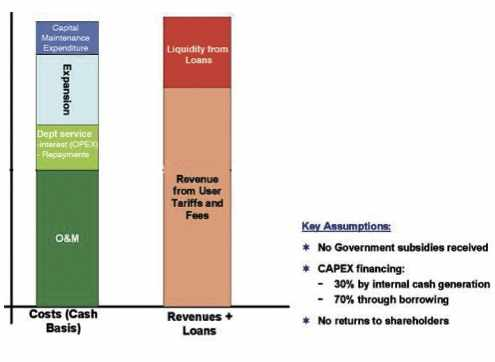 Capital
Maintenance
Expenditure
Expansion
Dept service
-interest (OPEX)
- Repayments
O&M
Costs (Cash
Basis)
Liquidity from
Loans
Revenue
from User
Tariffs and
Fees
Revenues +
Loans
Key Assumptions:
* No Government subsidies received
* CAPEX financing:
- 30% by internal cash generation
- 70% through borrowing
* No returns to shareholders